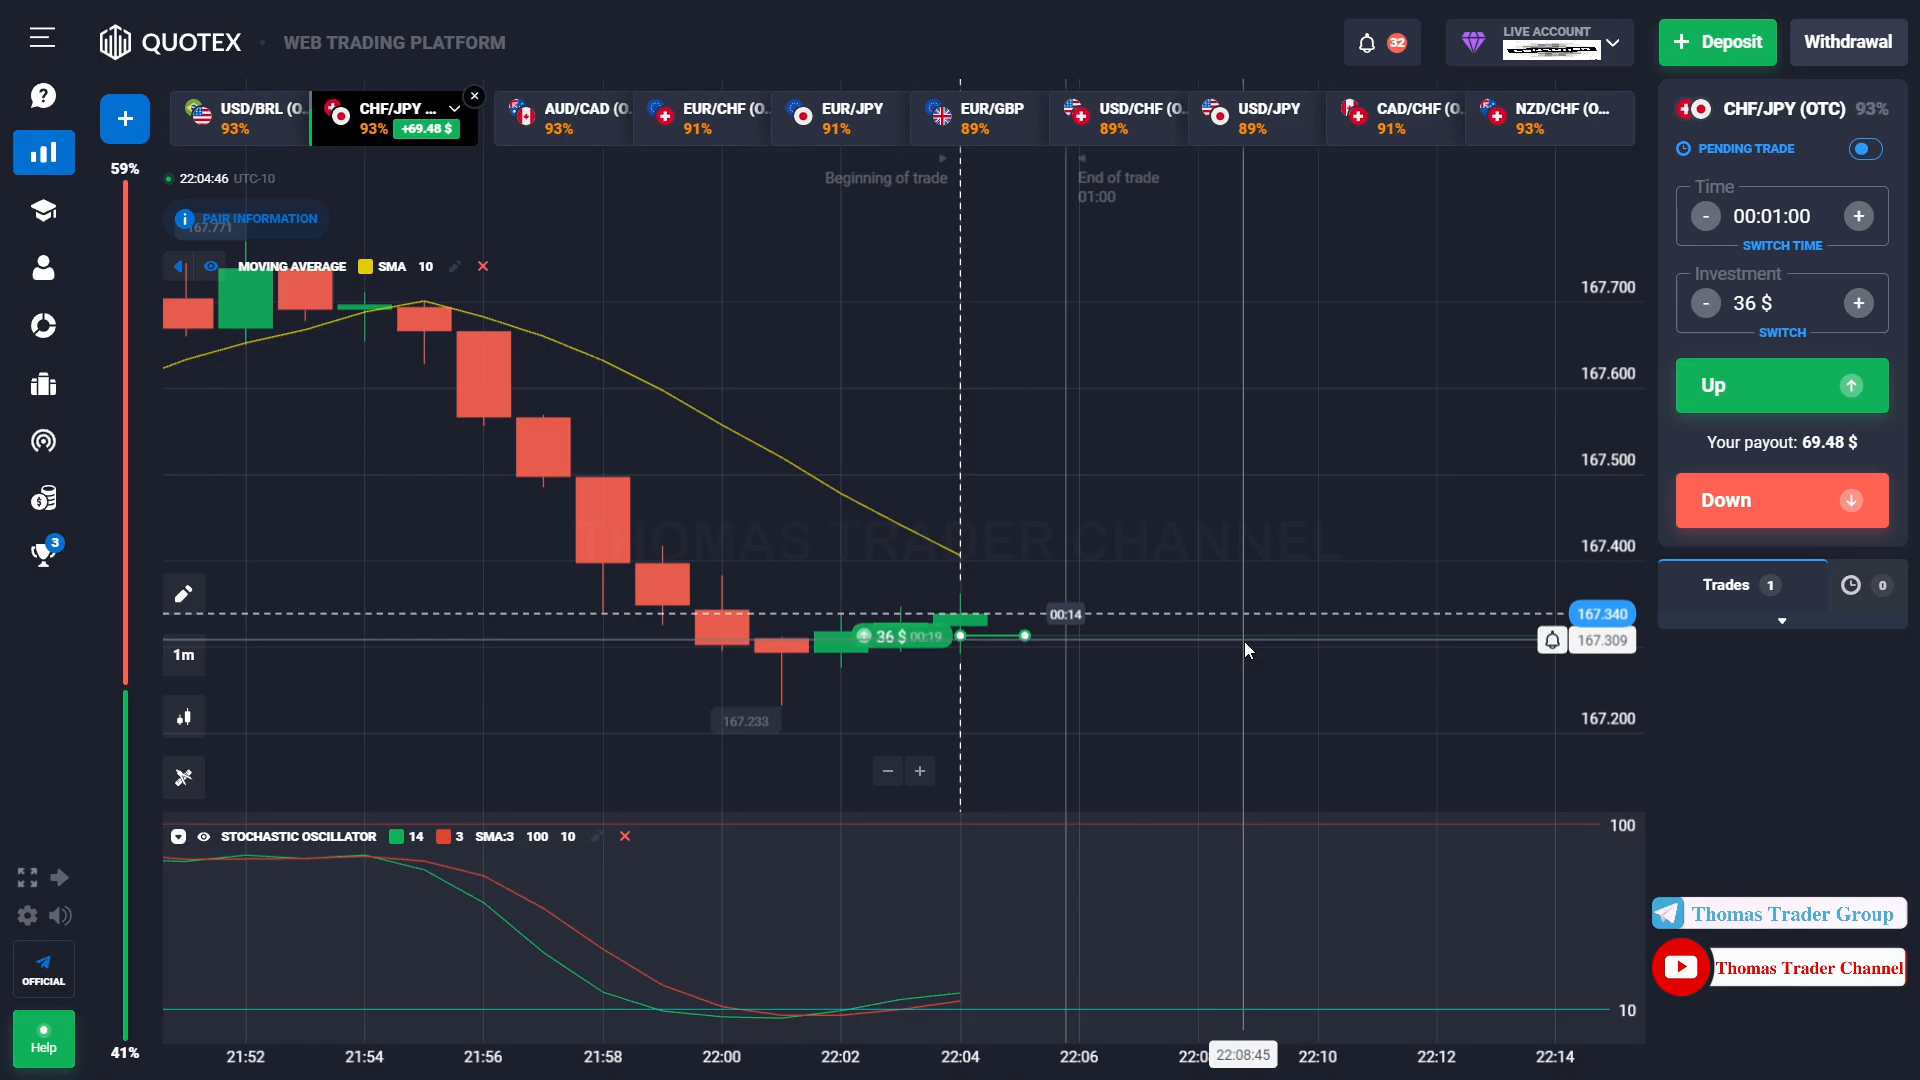 QUOTEX
WEB TRADING PLATFORM
32
LIVE ACCOUNT
Deposit
Withdrawal
USD/BRL (O...
93%
CHF/JPY ...
93% +69.48 $
AUD/CAD (O.
93%
EUR/CHF (O.
91%
EUR/JPY
91%
EUR/GBP
89%
USD/CHF (O.
89%
USD/JPY
89%
CAD/CHF (O.
91%
NZD/CHF (O...
93%
CHF/JPY (OTC) 93%
PENDING TRADE
Time
- 00:01:00 +
SWITCH TIME
Investment
- 36 $ +
SWITCH
Up
Your payout: 69.48 $
Down
Trades 1
0
59%
22:04:46 UTC-10
PAIR INFORMATION
167.771
MOVING AVERAGE SMA 10
Beginning of trade
End of trade
01:00
167.700
167.600
167.500
167.400
THOMAS TRADER CHANNEL
167.340
167.309
167.200
00:14
36 $ 00:19
167.233
1m
3
STOCHASTIC OSCILLATOR 14 3 SMA:3 100 10
100
10
Thomas Trader Group
Thomas Trader Channel
OFFICIAL
Help
41%
21:52
21:54
21:56
21:58
22:00
22:02
22:04
22:06
22:0
22:08:45
22:10
22:12
22:14